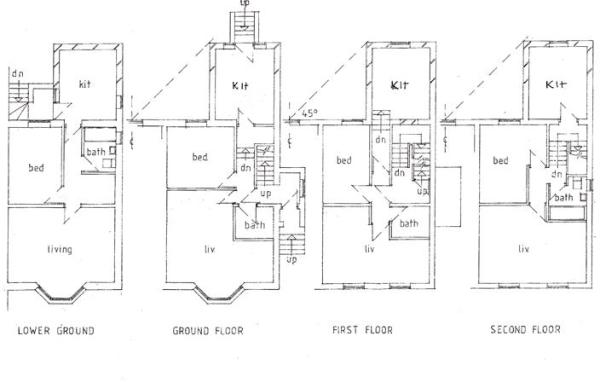 dn
kit
bed
bath
living
LOWER GROUND
up
Kit
bed
dn
up
bath
liv
up
GROUND FLOOR
45°
Kit
dn
bed
dn
up
bath
liv
FIRST FLOOR
Kit
bed
dn
bath
liv
SECOND FLOOR